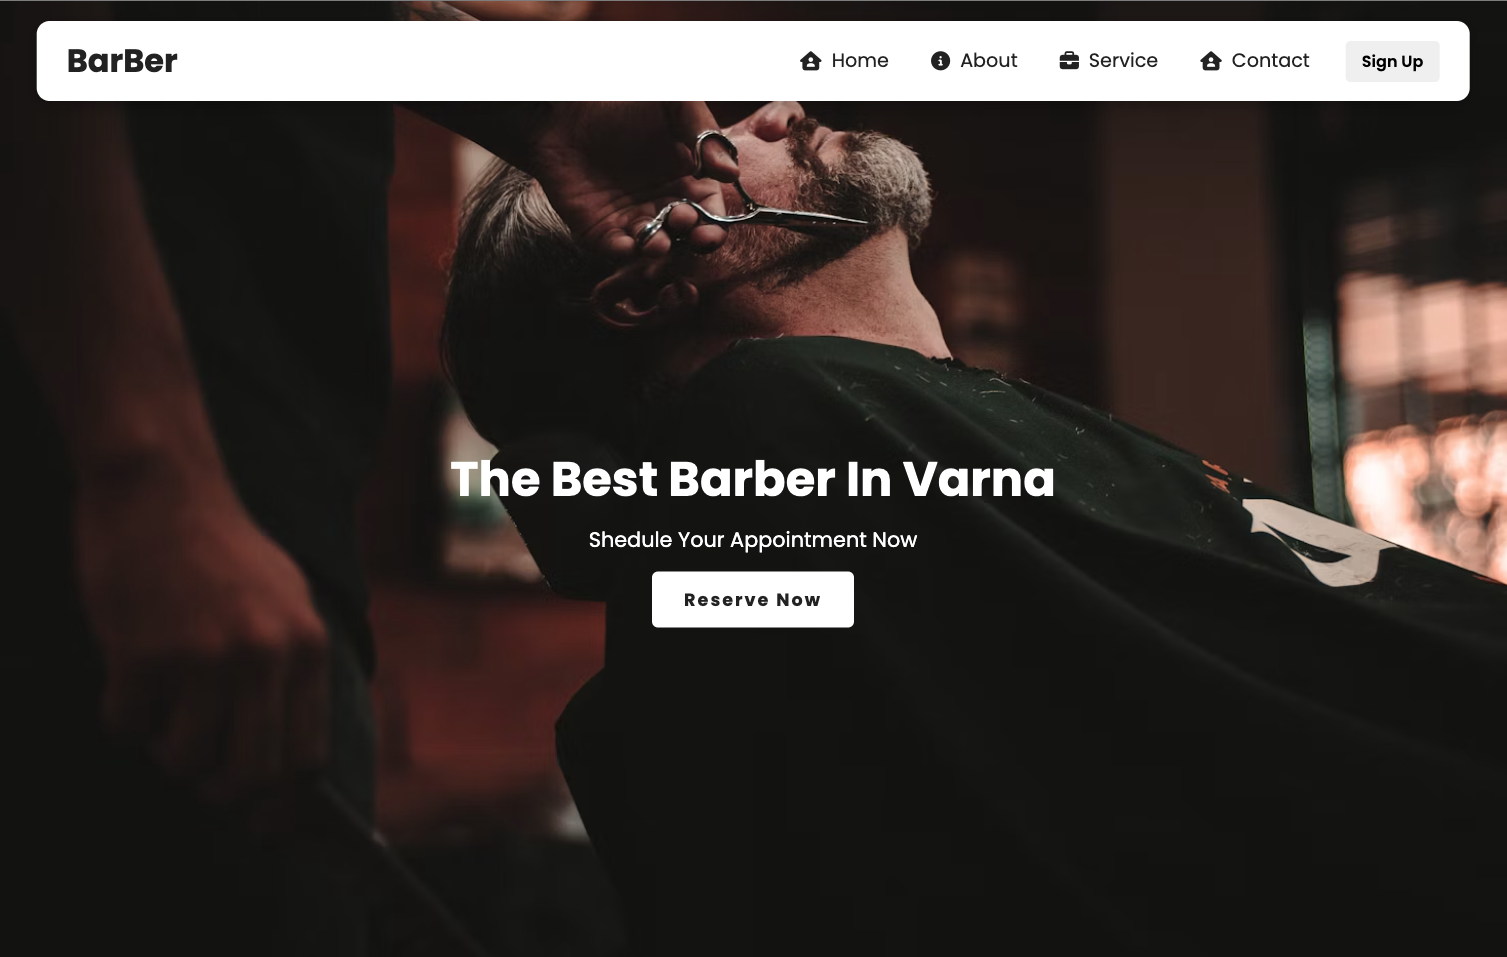 BarBer
Home
About
Service
Contact
Sign Up
The Best Barber In Varna
Shedule Your Appointment Now
Reserve Now